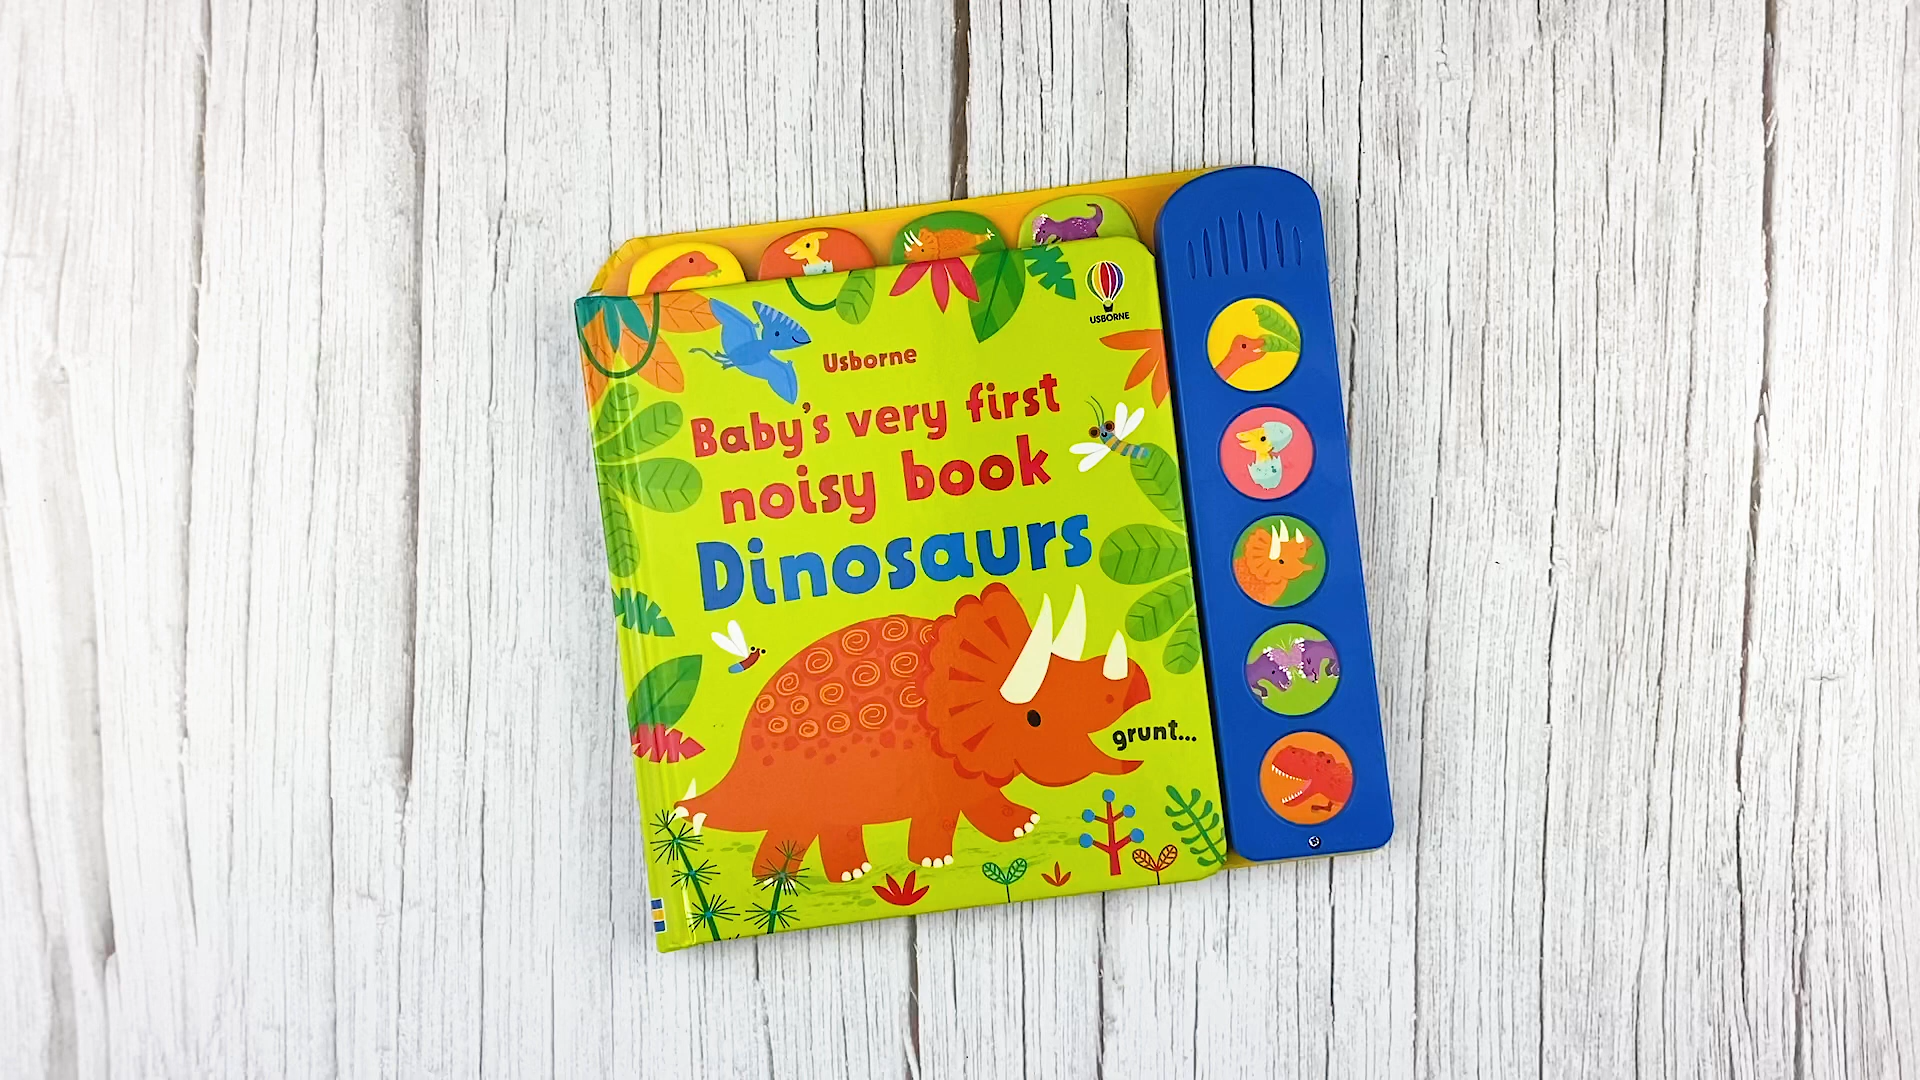 USBORNE
Usborne
Baby's very first
noisy book
Dinosaurs
grunt...